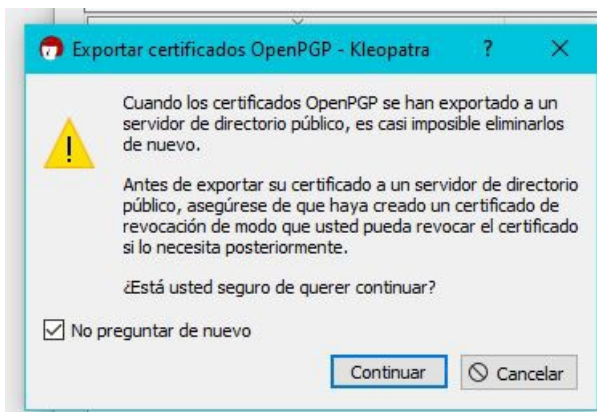 Exportar certificados OpenPGP - Kleopatra ? ×
Cuando los certificados OpenPGP se han exportado a un
servidor de directorio público, es casi imposible eliminarlos
de nuevo.
Antes de exportar su certificado a un servidor de directorio
público, asegúrese de que haya creado un certificado de
revocación de modo que usted pueda revocar el certificado
si lo necesita posteriormente.
¿Está usted seguro de querer continuar?
No preguntar de nuevo
Continuar Cancelar